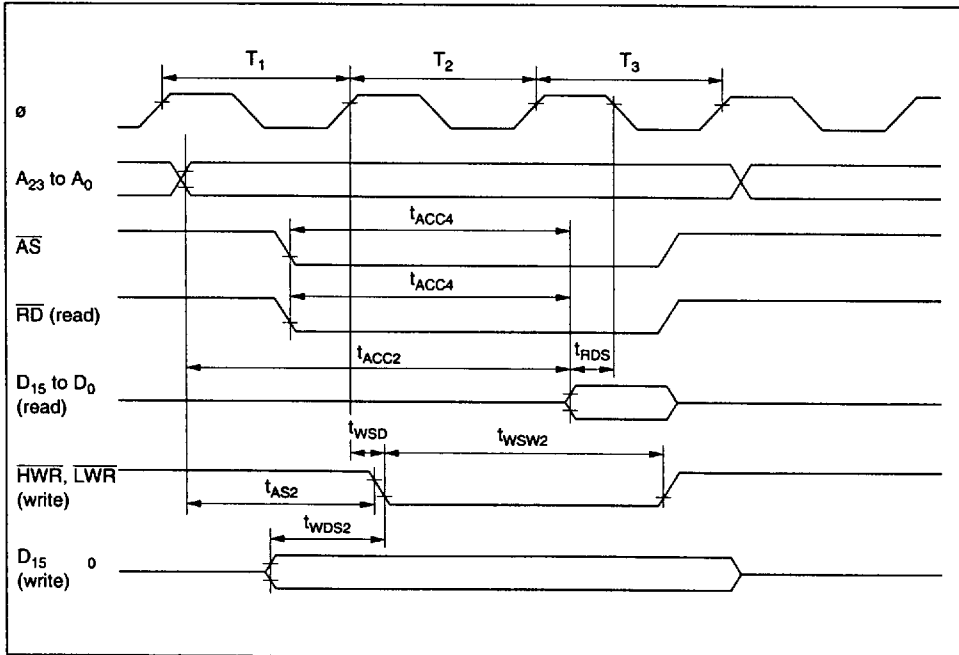 T1 T2 T3
ø
A23 to A0
tACC4
AS
tACC4
RD (read)
tACC2 tRDS
D15 to D0
(read)
tWSD tWSW2
HWR, LWR
(write)
tAS2
tWDS2
D15 0
(write)